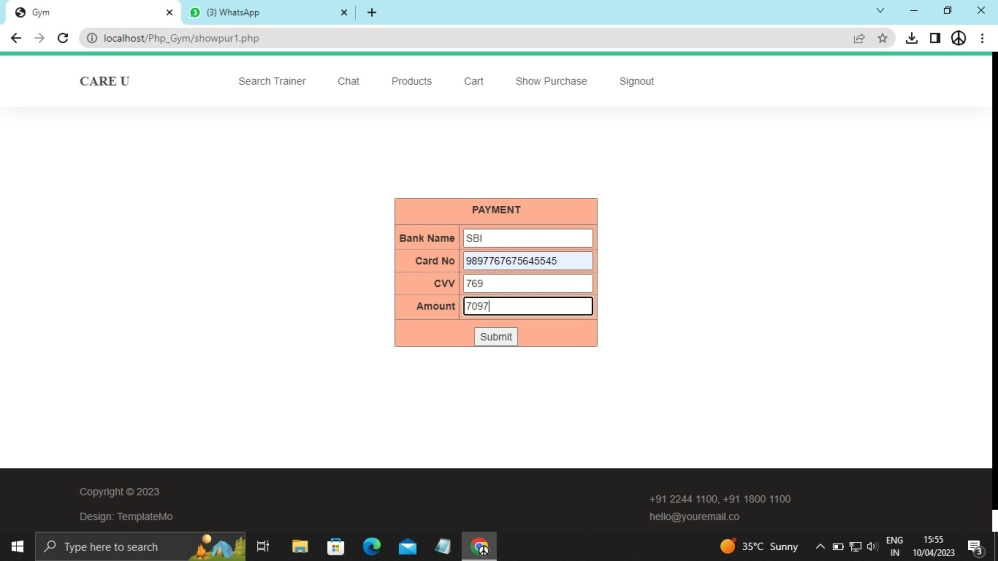 Gym
(3) WhatsApp
localhost/Php_Gym/showpur1.php
CARE U
Search Trainer Chat Products Cart Show Purchase Signout
PAYMENT
Bank Name SBI
Card No 9897767675645545
CVV 769
Amount 7097
Submit
Copyright © 2023
+91 2244 1100, +91 1800 1100
Design: TemplateMo
hello@youremail.co
Type here to search
35°C Sunny
ENG
IN
15:55
10/04/2023
3